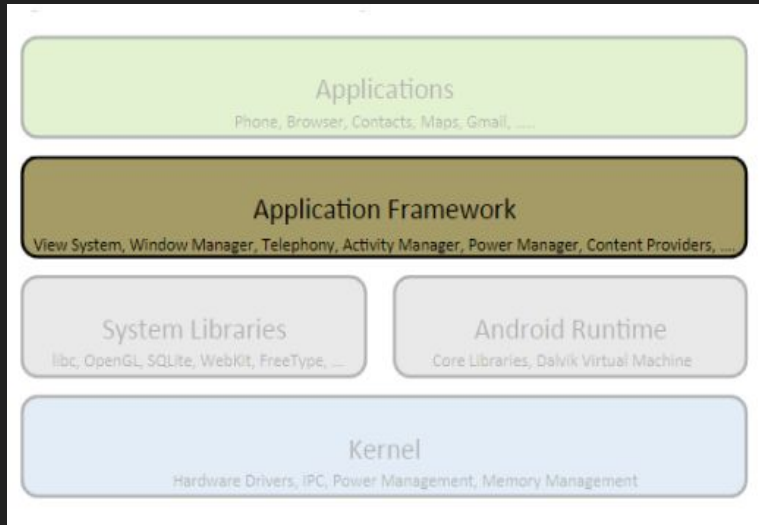 Applications
Phone, Browser, Contacts, Maps, Gmail, .....
Application Framework
View System, Window Manager, Telephony, Activity Manager, Power Manager, Content Providers, ....
System Libraries
libc, OpenGL, SQLite, WebKit, FreeType, ...
Android Runtime
Core Libraries, Dalvik Virtual Machine
Kernel
Hardware Drivers, IPC, Power Management, Memory Management